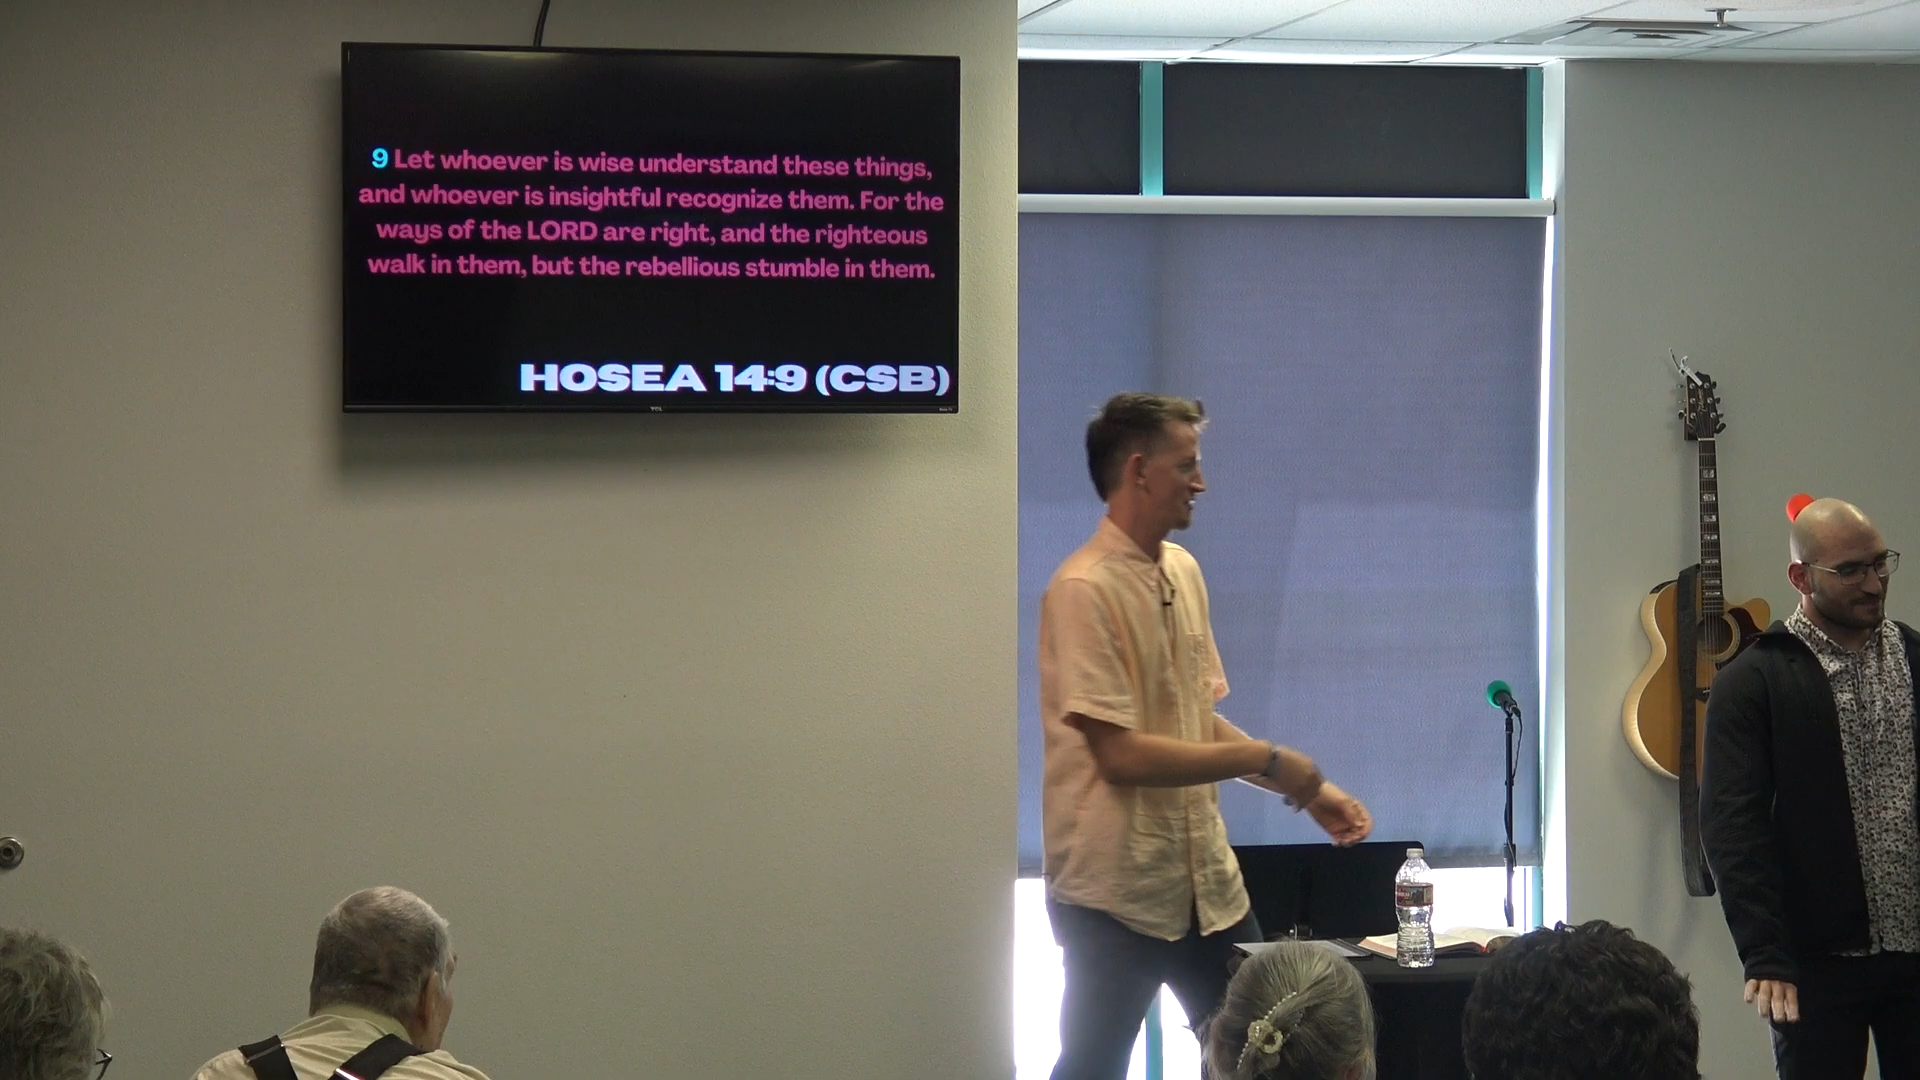 9 Let whoever is wise understand these things,
and whoever is insightful recognize them. For the
ways of the LORD are right, and the righteous
walk in them, but the rebellious stumble in them.
HOSEA 14:9 (CSB)
TCL